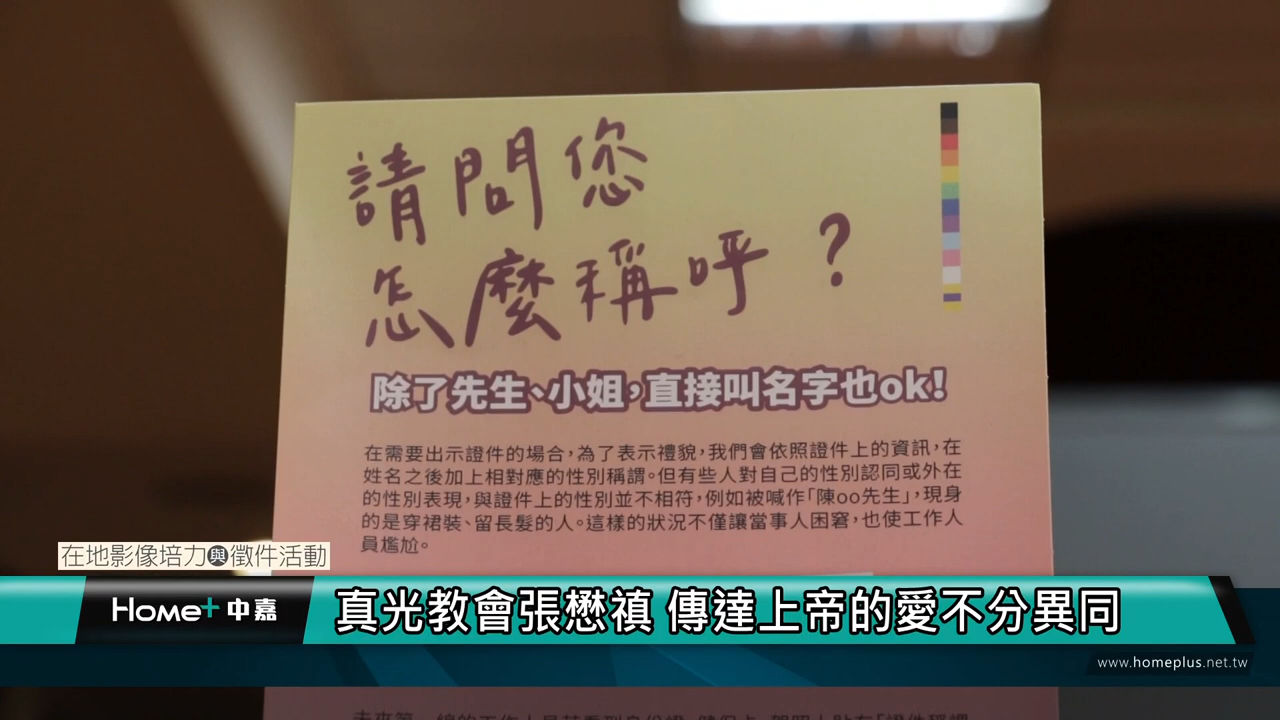 請問您
怎麼稱呼？
除了先生、小姐，直接叫名字也ok！
在需要出示證件的場合，為了表示禮貌，我們會依照證件上的資訊，在
姓名之後加上相對應的性別稱謂。但有些人對自己的性別認同或外在
的性別表現，與證件上的性別並不相符，例如被喊作「陳oo先生」，現身
的是穿裙裝、留長髮的人。這樣的狀況不僅讓當事人困窘，也使工作人
員尷尬。
在地影像培力與徵件活動
Home+中嘉
真光教會張懋禛 傳達上帝的愛不分異同
www.homeplus.net.tw